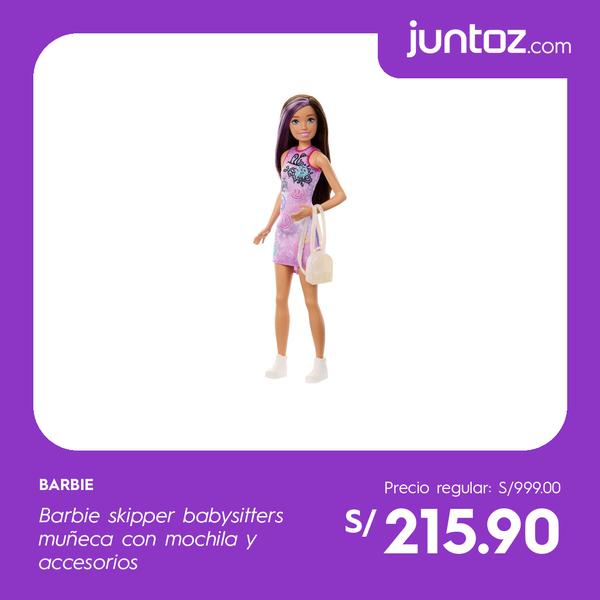 juntoz.com
BARBIE
Barbie skipper babysitters
muñeca con mochila y
accesorios
Precio regular: S/999.00
S/215.90